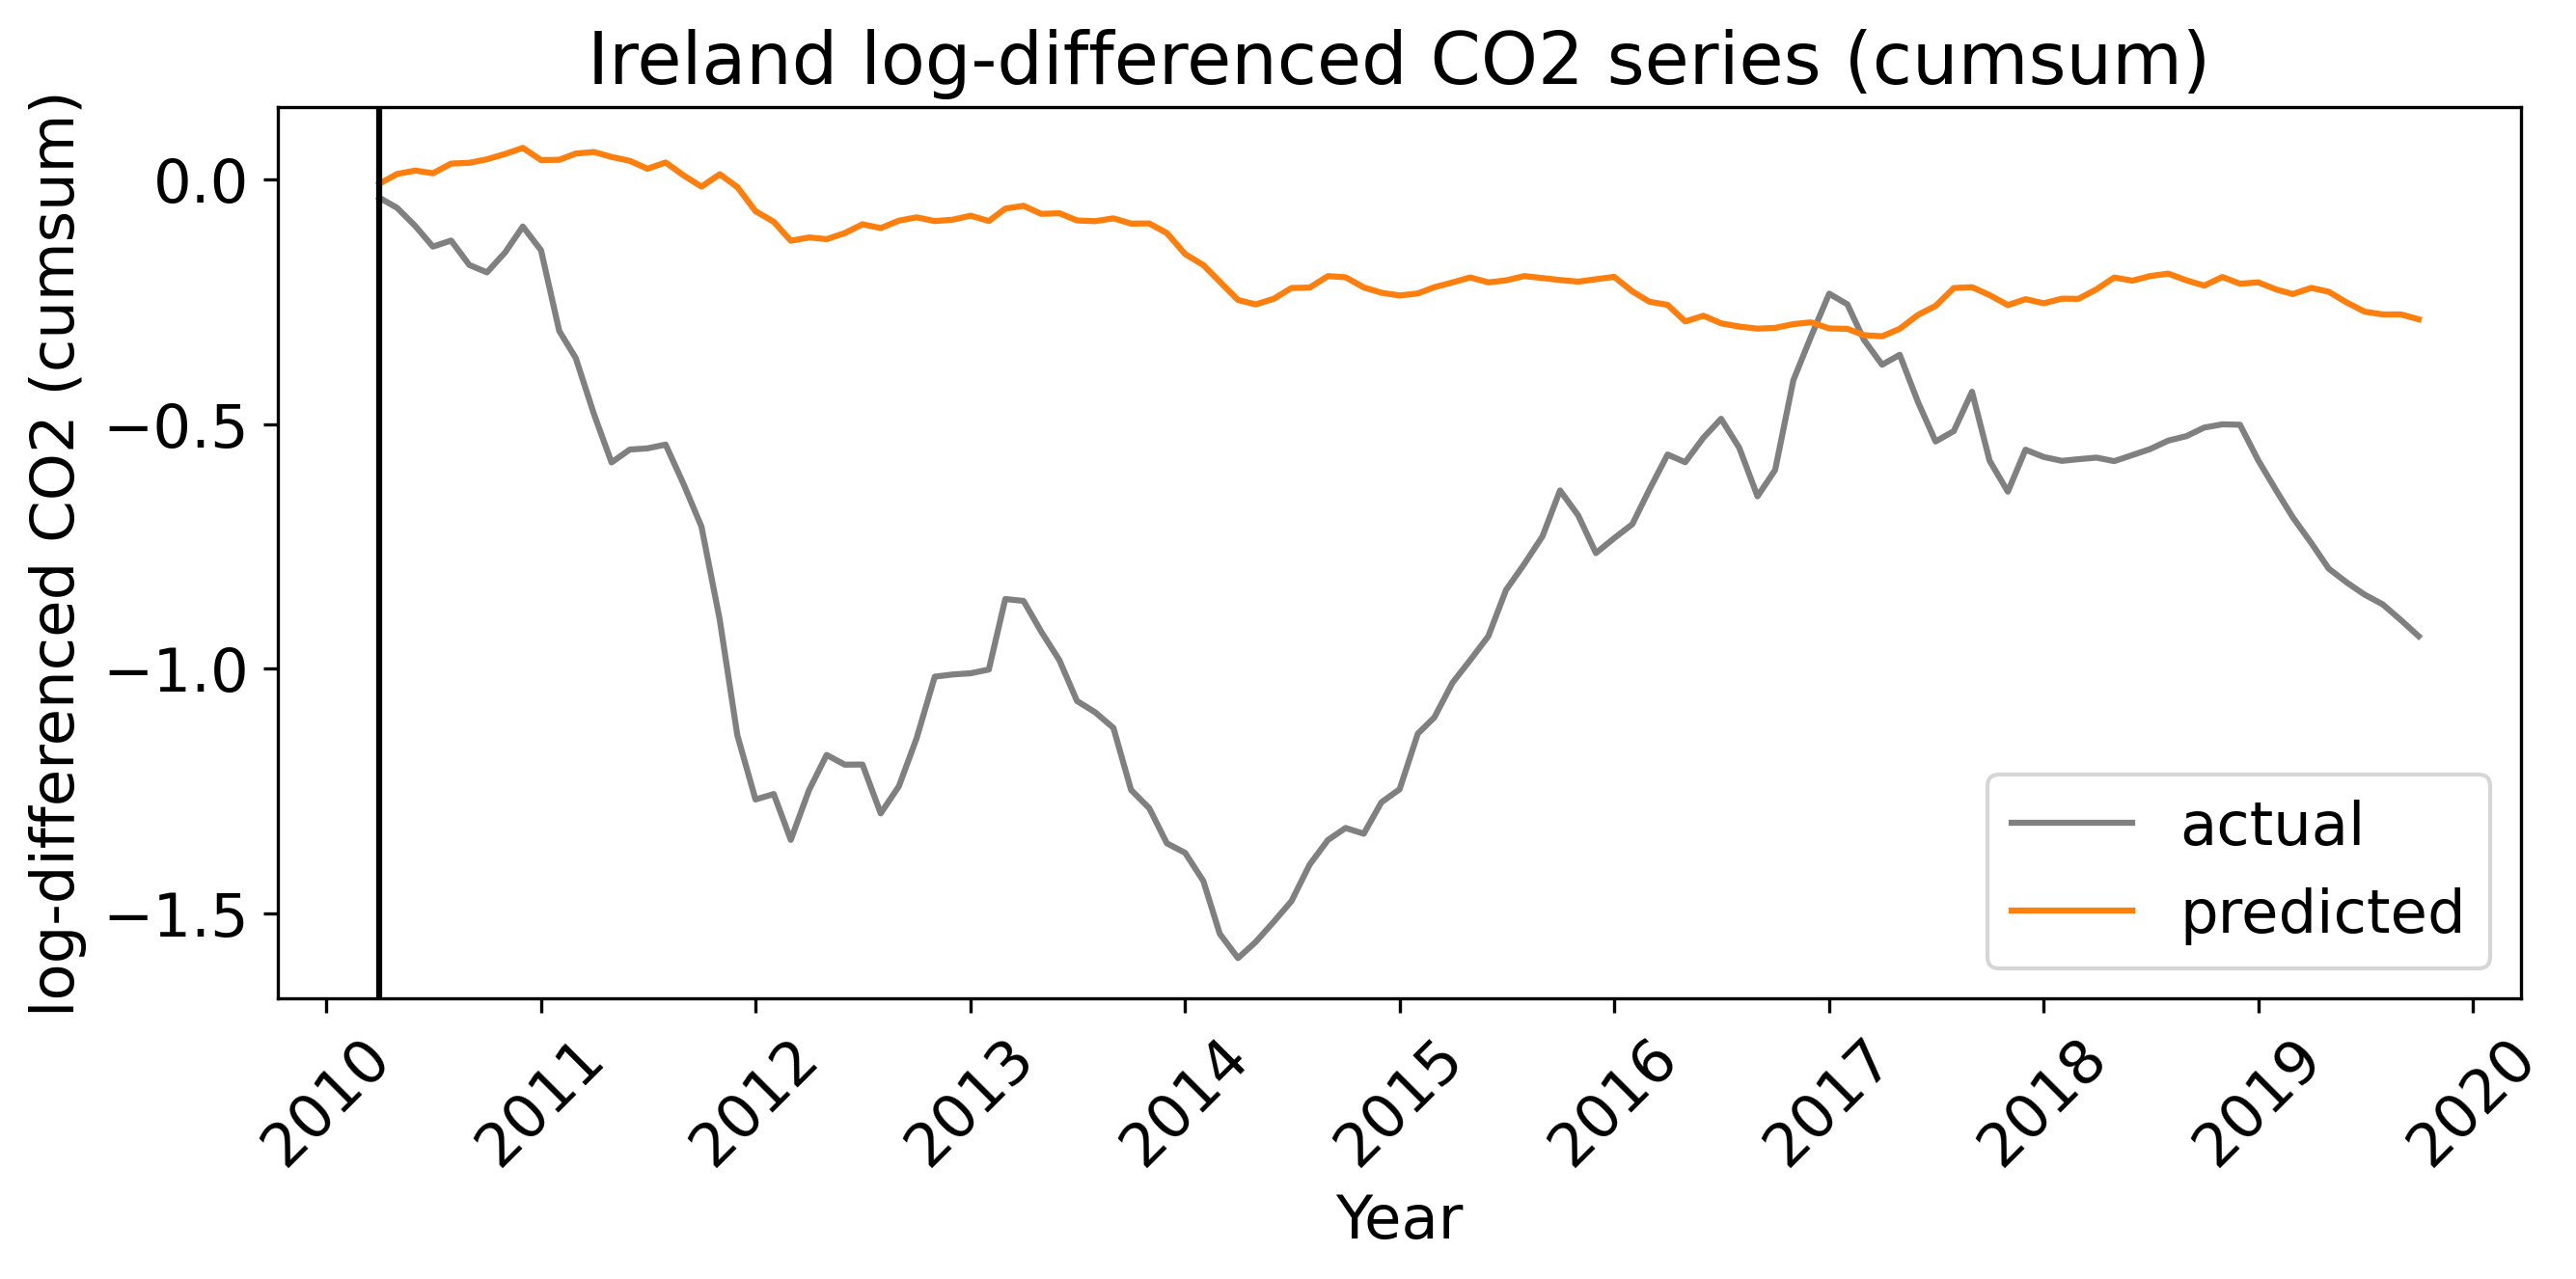 Ireland log-differenced CO2 series (cumsum)
log-differenced CO2 (cumsum)
0.0
−0.5
−1.0
−1.5
actual
predicted
2010 2011 2012 2013 2014 2015 2016 2017 2018 2019 2020
Year